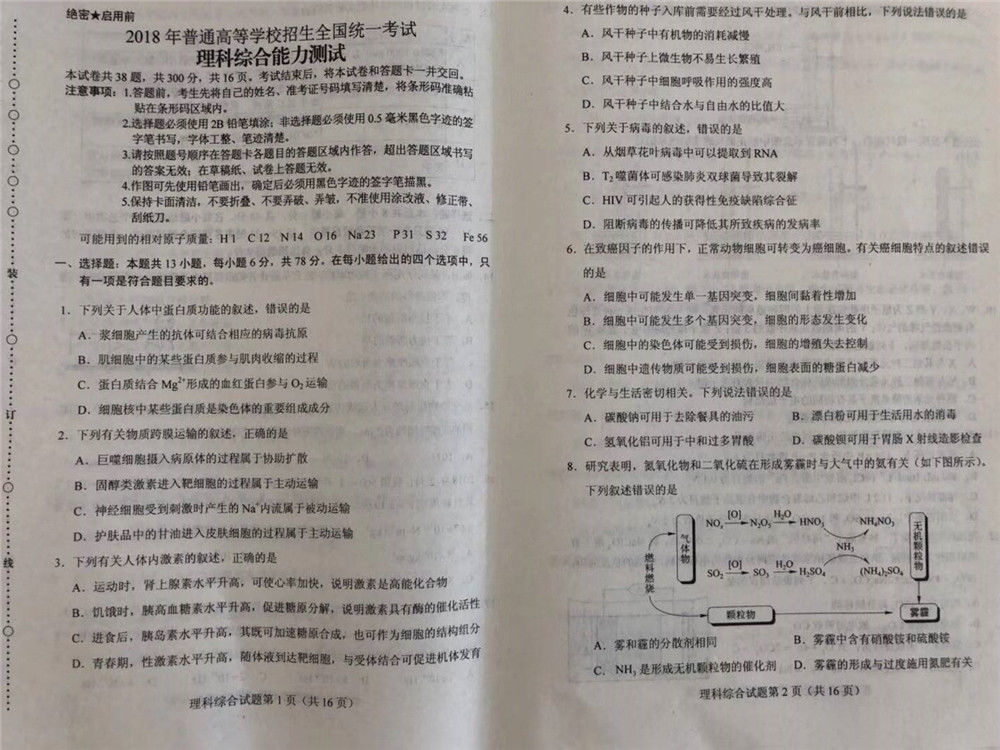 绝密★启用前
2018 年普通高等学校招生全国统一考试
理科综合能力测试
本试卷共 38 题，共 300 分，共 16 页。考试结束后，将本试卷和答题卡一并交回。
注意事项：1.答题前，考生先将自己的姓名、准考证号码填写清楚，将条形码准确粘
贴在条形码区域内。
2.选择题必须使用 2B 铅笔填涂；非选择题必须使用 0.5 毫米黑色字迹的签
字笔书写，字体工整、笔迹清楚。
3.请按照题号顺序在答题卡各题目的答题区域内作答，超出答题区域书写
的答案无效；在草稿纸、试卷上答题无效。
4.作图可先使用铅笔画出，确定后必须用黑色字迹的签字笔描黑。
5.保持卡面清洁，不要折叠、不要弄破、弄皱，不准使用涂改液、修正带、
刮纸刀。
可能用到的相对原子质量：H 1 C 12 N 14 O 16 Na 23 P 31 S 32 Fe 56
一、选择题：本题共 13 小题，每小题 6 分，共 78 分。在每小题给出的四个选项中，只
有一项是符合题目要求的。
1．下列关于人体中蛋白质功能的叙述，错误的是
A．浆细胞产生的抗体可结合相应的病毒抗原
B．肌细胞中的某些蛋白质参与肌肉收缩的过程
C．蛋白质结合 Mg²⁺形成的血红蛋白参与 O₂ 运输
D．细胞核中某些蛋白质是染色体的重要组成成分
2．下列有关物质跨膜运输的叙述，正确的是
A．巨噬细胞摄入病原体的过程属于协助扩散
B．固醇类激素进入靶细胞的过程属于主动运输
C．神经细胞受到刺激时产生的 Na⁺内流属于被动运输
D．护肤品中的甘油进入皮肤细胞的过程属于主动运输
3．下列有关人体内激素的叙述，正确的是
A．运动时，肾上腺素水平升高，可使心率加快，说明激素是高能化合物
B．饥饿时，胰高血糖素水平升高，促进糖原分解，说明激素具有酶的催化活性
C．进食后，胰岛素水平升高，其既可加速糖原合成，也可作为细胞的结构组分
D．青春期，性激素水平升高，随体液到达靶细胞，与受体结合可促进机体发育
理科综合试题第 1 页（共 16 页）
装
订
线
4．有些作物的种子入库前需要经过风干处理。与风干前相比，下列说法错误的是
A．风干种子中有机物的消耗减慢
B．风干种子上微生物不易生长繁殖
C．风干种子中细胞呼吸作用的强度高
D．风干种子中结合水与自由水的比值大
5．下列关于病毒的叙述，错误的是
A．从烟草花叶病毒中可以提取到 RNA
B．T₂ 噬菌体可感染肺炎双球菌导致其裂解
C．HIV 可引起人的获得性免疫缺陷综合征
D．阻断病毒的传播可降低其所致疾病的发病率
6．在致癌因子的作用下，正常动物细胞可转变为癌细胞。有关癌细胞特点的叙述错误
的是
A．细胞中可能发生单一基因突变，细胞间黏着性增加
B．细胞中可能发生多个基因突变，细胞的形态发生变化
C．细胞中的染色体可能受到损伤，细胞的增殖失去控制
D．细胞中遗传物质可能受到损伤，细胞表面的糖蛋白减少
7．化学与生活密切相关。下列说法错误的是
A．碳酸钠可用于去除餐具的油污 B．漂白粉可用于生活用水的消毒
C．氢氧化铝可用于中和过多胃酸 D．碳酸钡可用于胃肠 X 射线造影检查
8．研究表明，氮氧化物和二氧化硫在形成雾霾时与大气中的氨有关（如下图所示）。
下列叙述错误的是
燃料燃烧
气体物
NOₓ [O] N₂O₅ H₂O HNO₃ NH₄NO₃
NH₃
SO₂ [O] SO₃ H₂O H₂SO₄ (NH₄)₂SO₄
无机颗粒物
颗粒物
雾霾
A．雾和霾的分散剂相同 B．雾霾中含有硝酸铵和硫酸铵
C．NH₃ 是形成无机颗粒物的催化剂 D．雾霾的形成与过度施用氮肥有关
理科综合试题第 2 页（共 16 页）